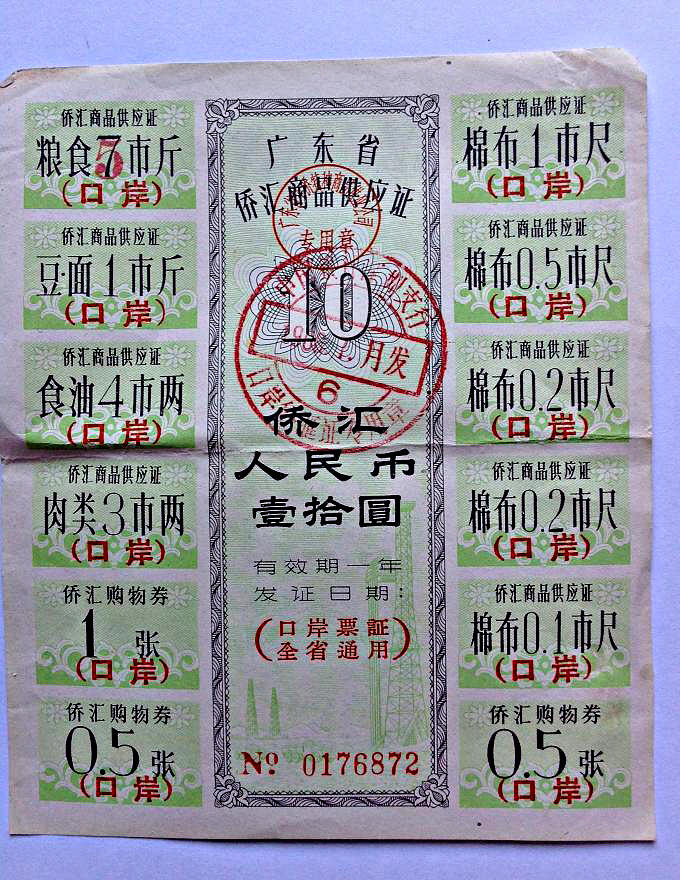 侨汇商品供应证
粮食5市斤
(口岸)
侨汇商品供应证
豆·面1市斤
(口岸)
侨汇商品供应证
食油4市两
(口岸)
侨汇商品供应证
肉类3市两
(口岸)
侨汇购物券
1张
(口岸)
侨汇购物券
0.5张
(口岸)
广东省
侨汇商品供应证
专用章
10
支行
月发
6
侨汇
人民币
壹拾圆
有效期一年
发证日期:
(口岸票証
全省通用)
Nº 0176872
侨汇商品供应证
棉布1市尺
(口岸)
侨汇商品供应证
棉布0.5市尺
(口岸)
侨汇商品供应证
棉布0.2市尺
(口岸)
侨汇商品供应证
棉布0.2市尺
(口岸)
侨汇商品供应证
棉布0.1市尺
(口岸)
侨汇购物券
0.5张
(口岸)